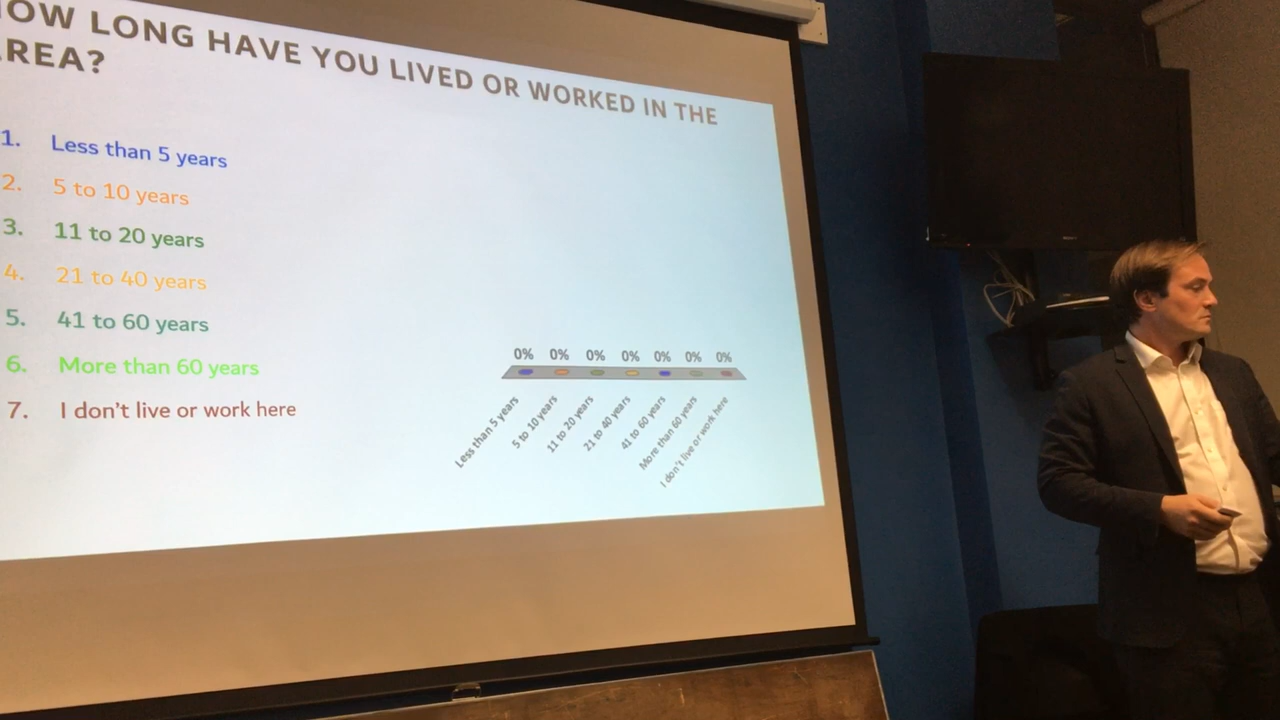 OW LONG HAVE YOU LIVED OR WORKED IN THE
REA?
1. Less than 5 years
2. 5 to 10 years
3. 11 to 20 years
4. 21 to 40 years
5. 41 to 60 years
6. More than 60 years
7. I don't live or work here
0% 0% 0% 0% 0% 0% 0%
Less than 5 years
5 to 10 years
11 to 20 years
21 to 40 years
41 to 60 years
More than 60 years
I don't live or work here